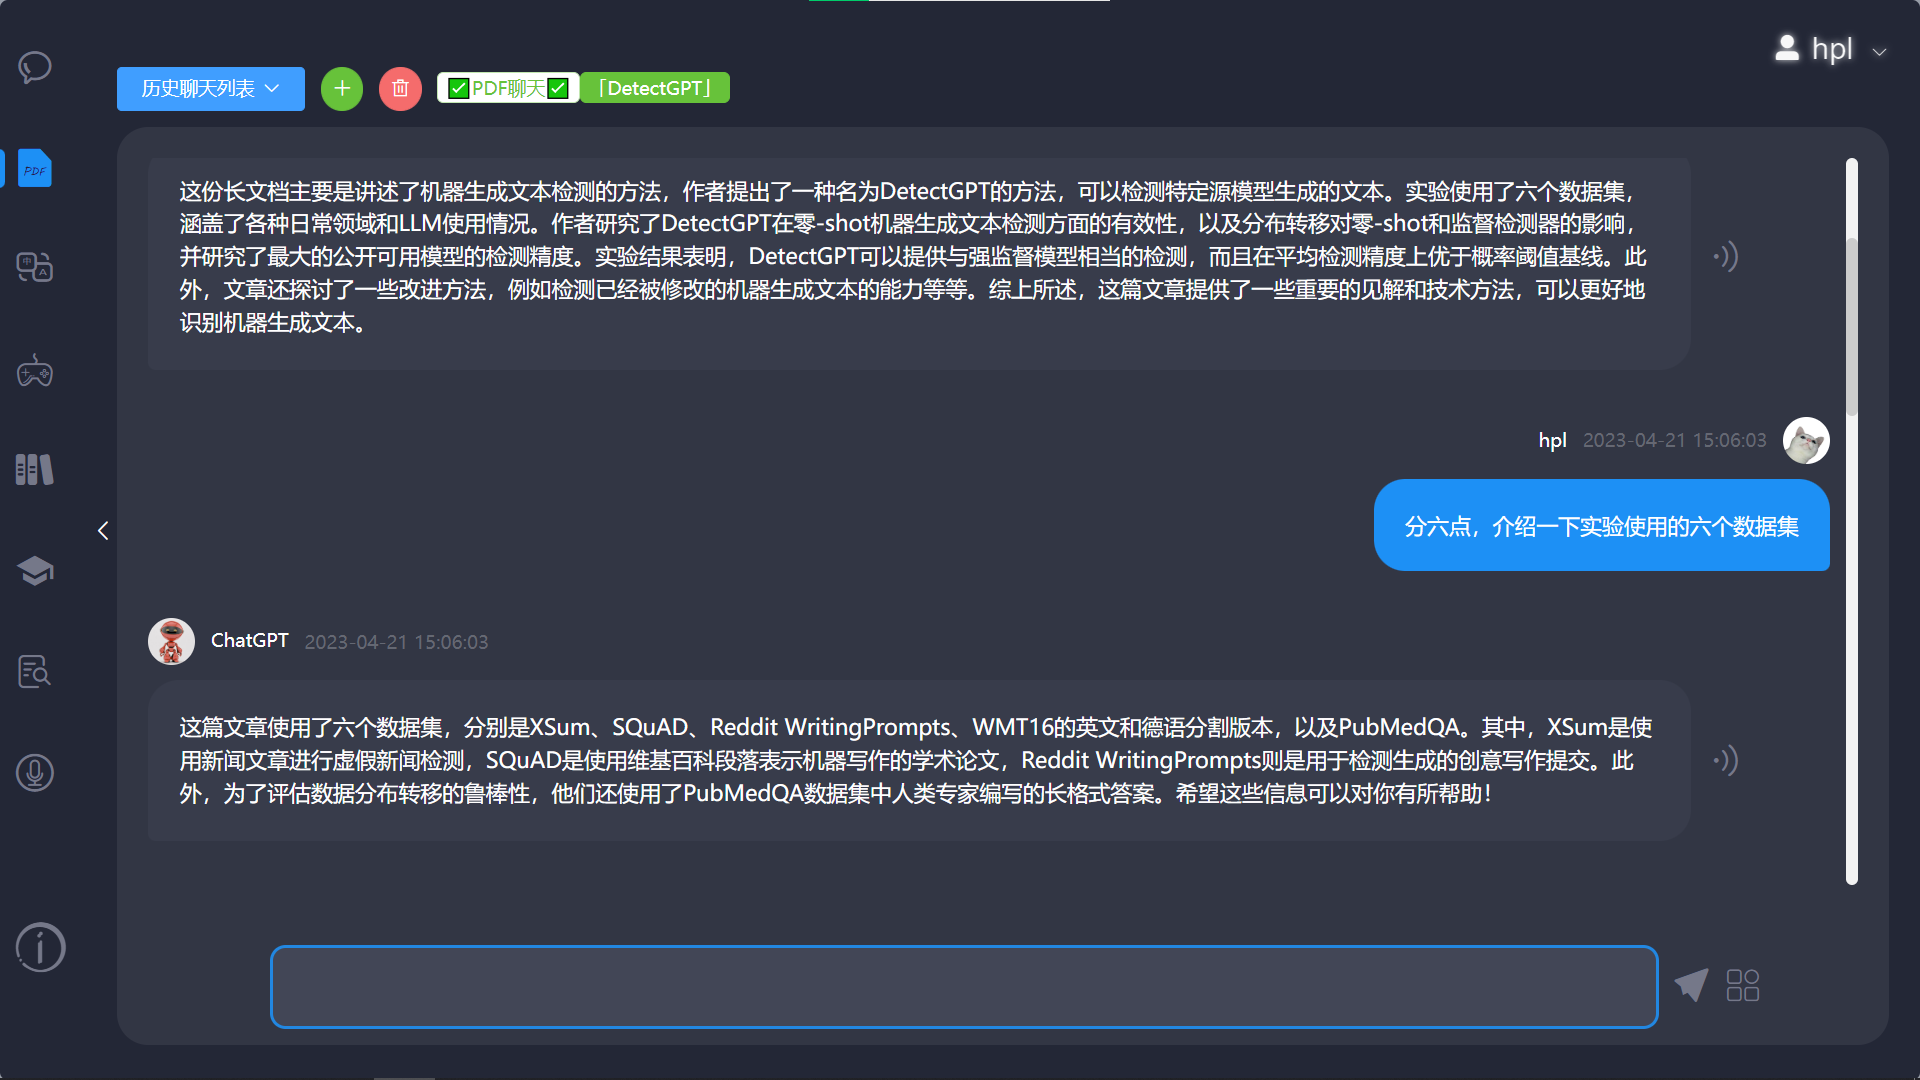 hpl
历史聊天列表
✅PDF聊天✅
「DetectGPT」
PDF
这份长文档主要是讲述了机器生成文本检测的方法，作者提出了一种名为DetectGPT的方法，可以检测特定源模型生成的文本。实验使用了六个数据集，
涵盖了各种日常领域和LLM使用情况。作者研究了DetectGPT在零-shot机器生成文本检测方面的有效性，以及分布转移对零-shot和监督检测器的影响，
并研究了最大的公开可用模型的检测精度。实验结果表明，DetectGPT可以提供与强监督模型相当的检测，而且在平均检测精度上优于概率阈值基线。此
外，文章还探讨了一些改进方法，例如检测已经被修改的机器生成文本的能力等等。综上所述，这篇文章提供了一些重要的见解和技术方法，可以更好地
识别机器生成文本。
中 A
hpl 2023-04-21 15:06:03
分六点，介绍一下实验使用的六个数据集
ChatGPT 2023-04-21 15:06:03
这篇文章使用了六个数据集，分别是XSum、SQuAD、Reddit WritingPrompts、WMT16的英文和德语分割版本，以及PubMedQA。其中，XSum是使
用新闻文章进行虚假新闻检测，SQuAD是使用维基百科段落表示机器写作的学术论文，Reddit WritingPrompts则是用于检测生成的创意写作提交。此
外，为了评估数据分布转移的鲁棒性，他们还使用了PubMedQA数据集中人类专家编写的长格式答案。希望这些信息可以对你有所帮助！